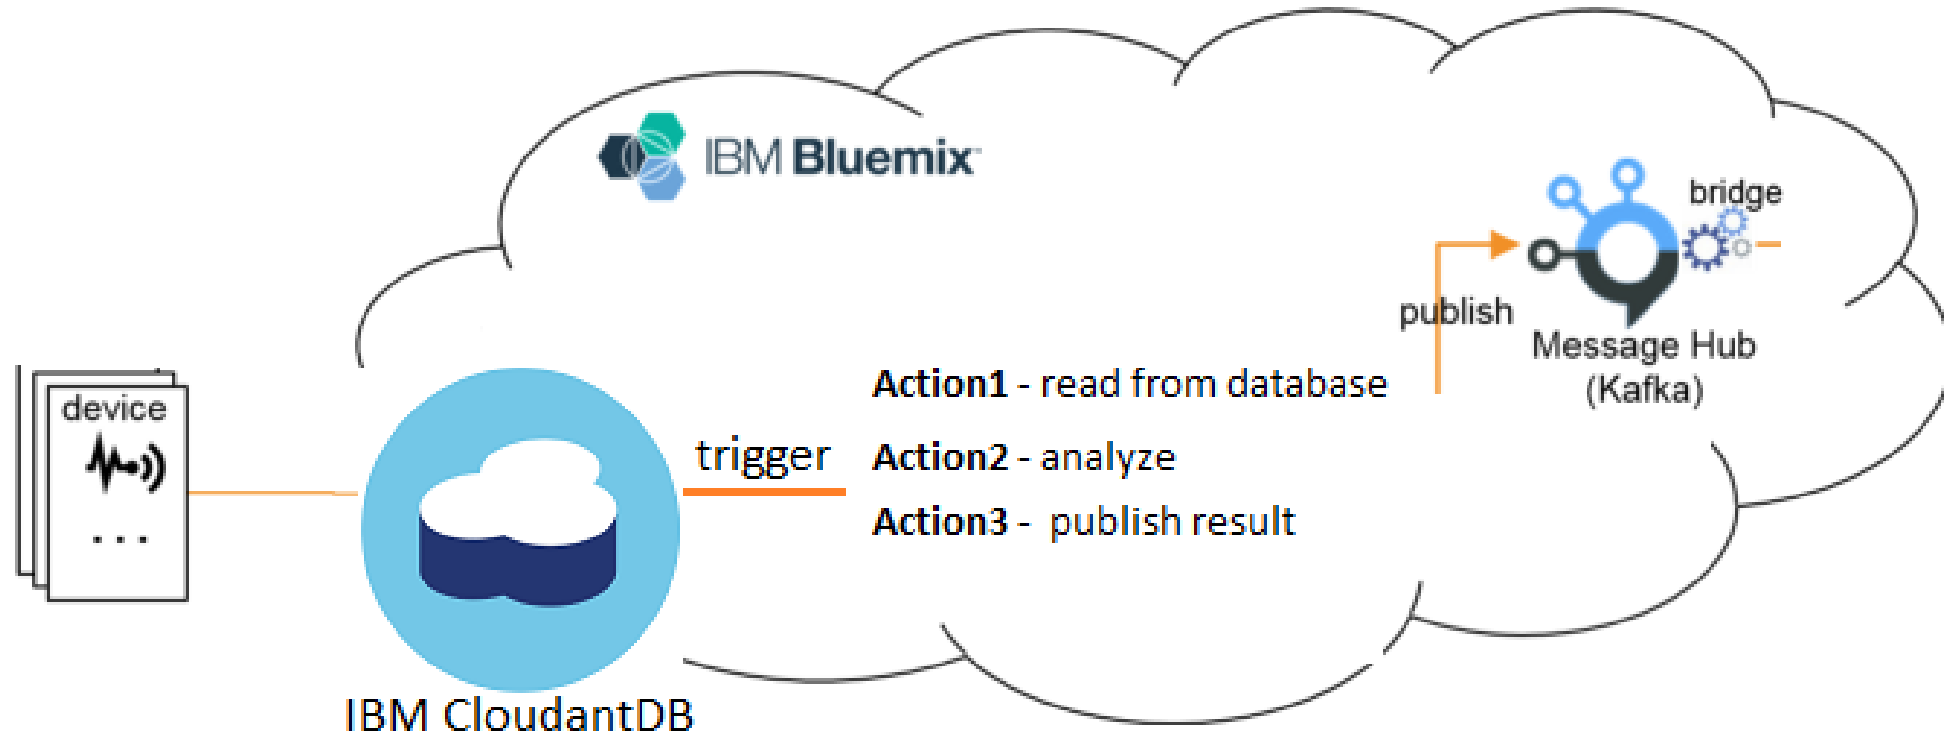 IBM Bluemix™
bridge
publish
Message Hub
(Kafka)
device
...
trigger
Action1 - read from database
Action2 - analyze
Action3 - publish result
IBM CloudantDB